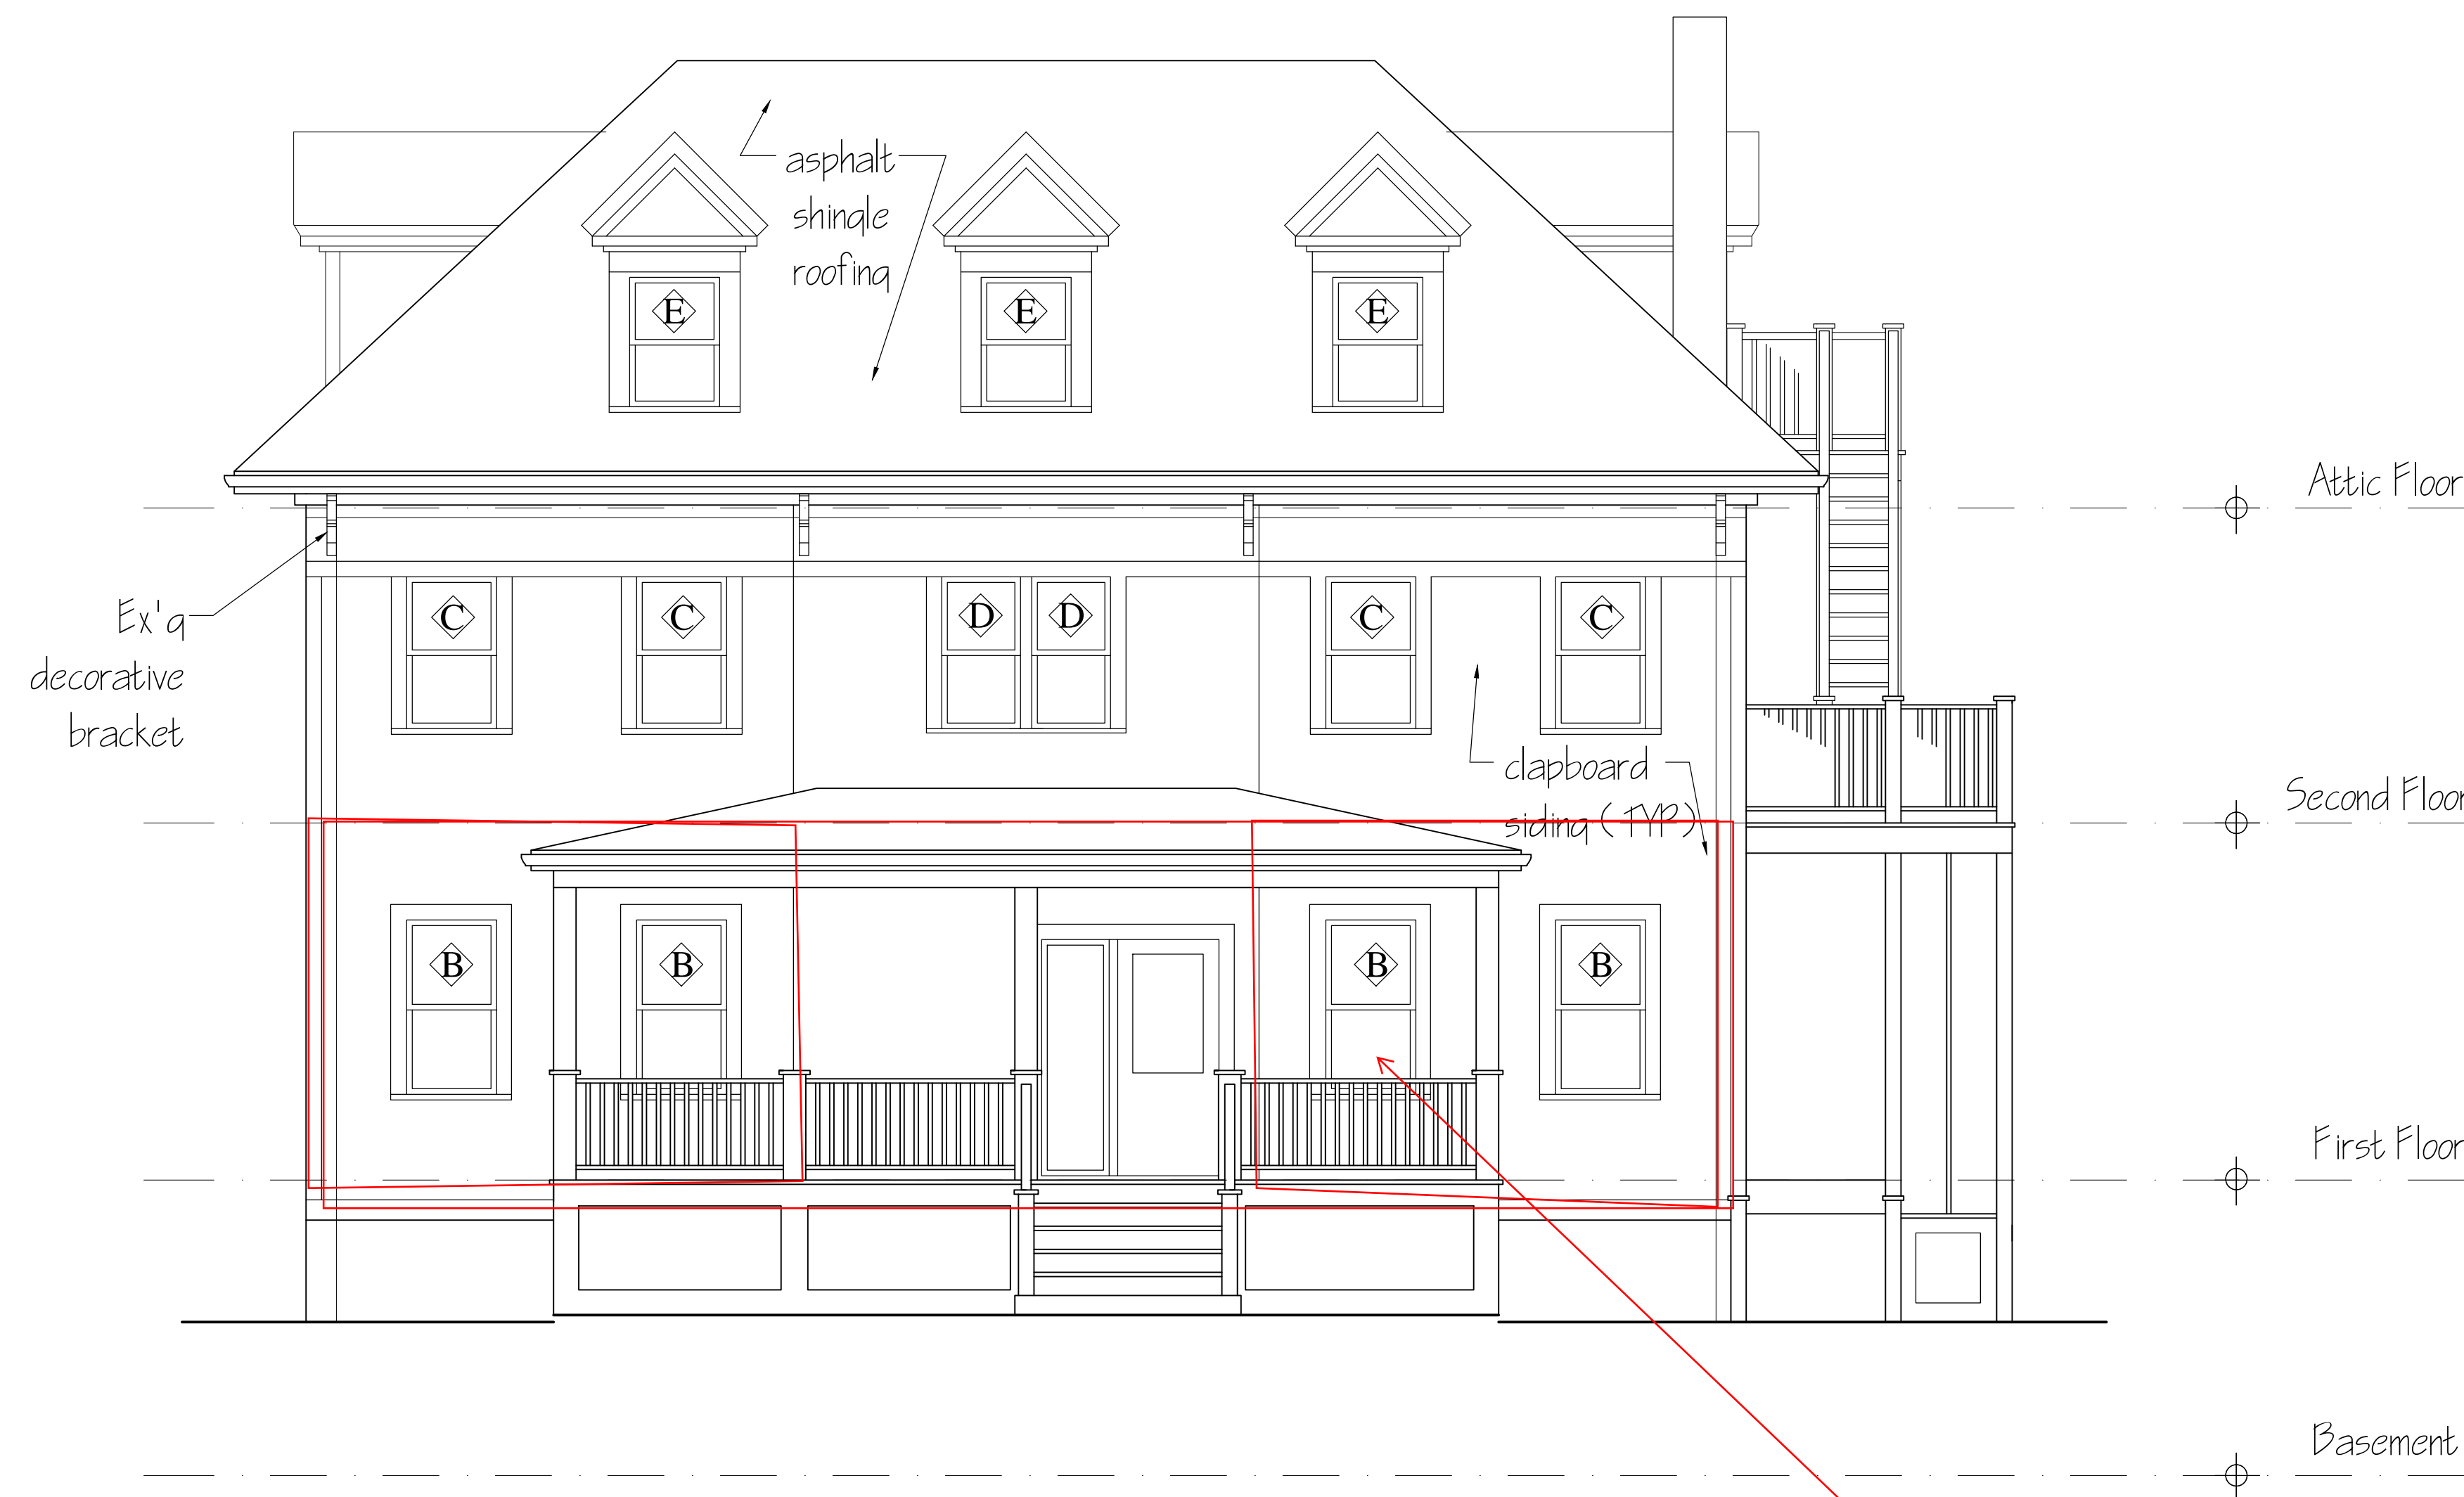 asphalt
shingle
roofing
E E E
Attic Floor
Ex'g
decorative
bracket
C C D D C C
clapboard
siding (TYP)
Second Floor
B B B B
First Floor
Basement